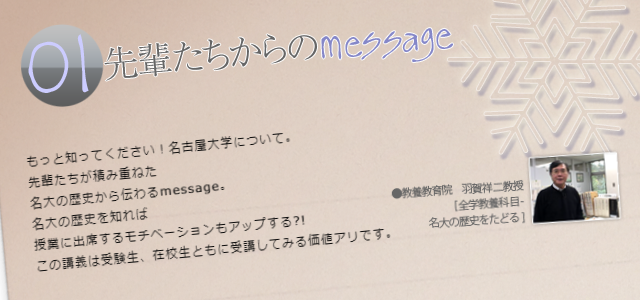 01 先輩たちからのmessage
もっと知ってください！名古屋大学について。
先輩たちが積み重ねた
名大の歴史から伝わるmessage。
名大の歴史を知れば
授業に出席するモチベーションもアップする?!
この講義は受験生、在校生ともに受講してみる価値アリです。
●教養教育院　羽賀祥二教授
[全学教養科目-
名大の歴史をたどる]